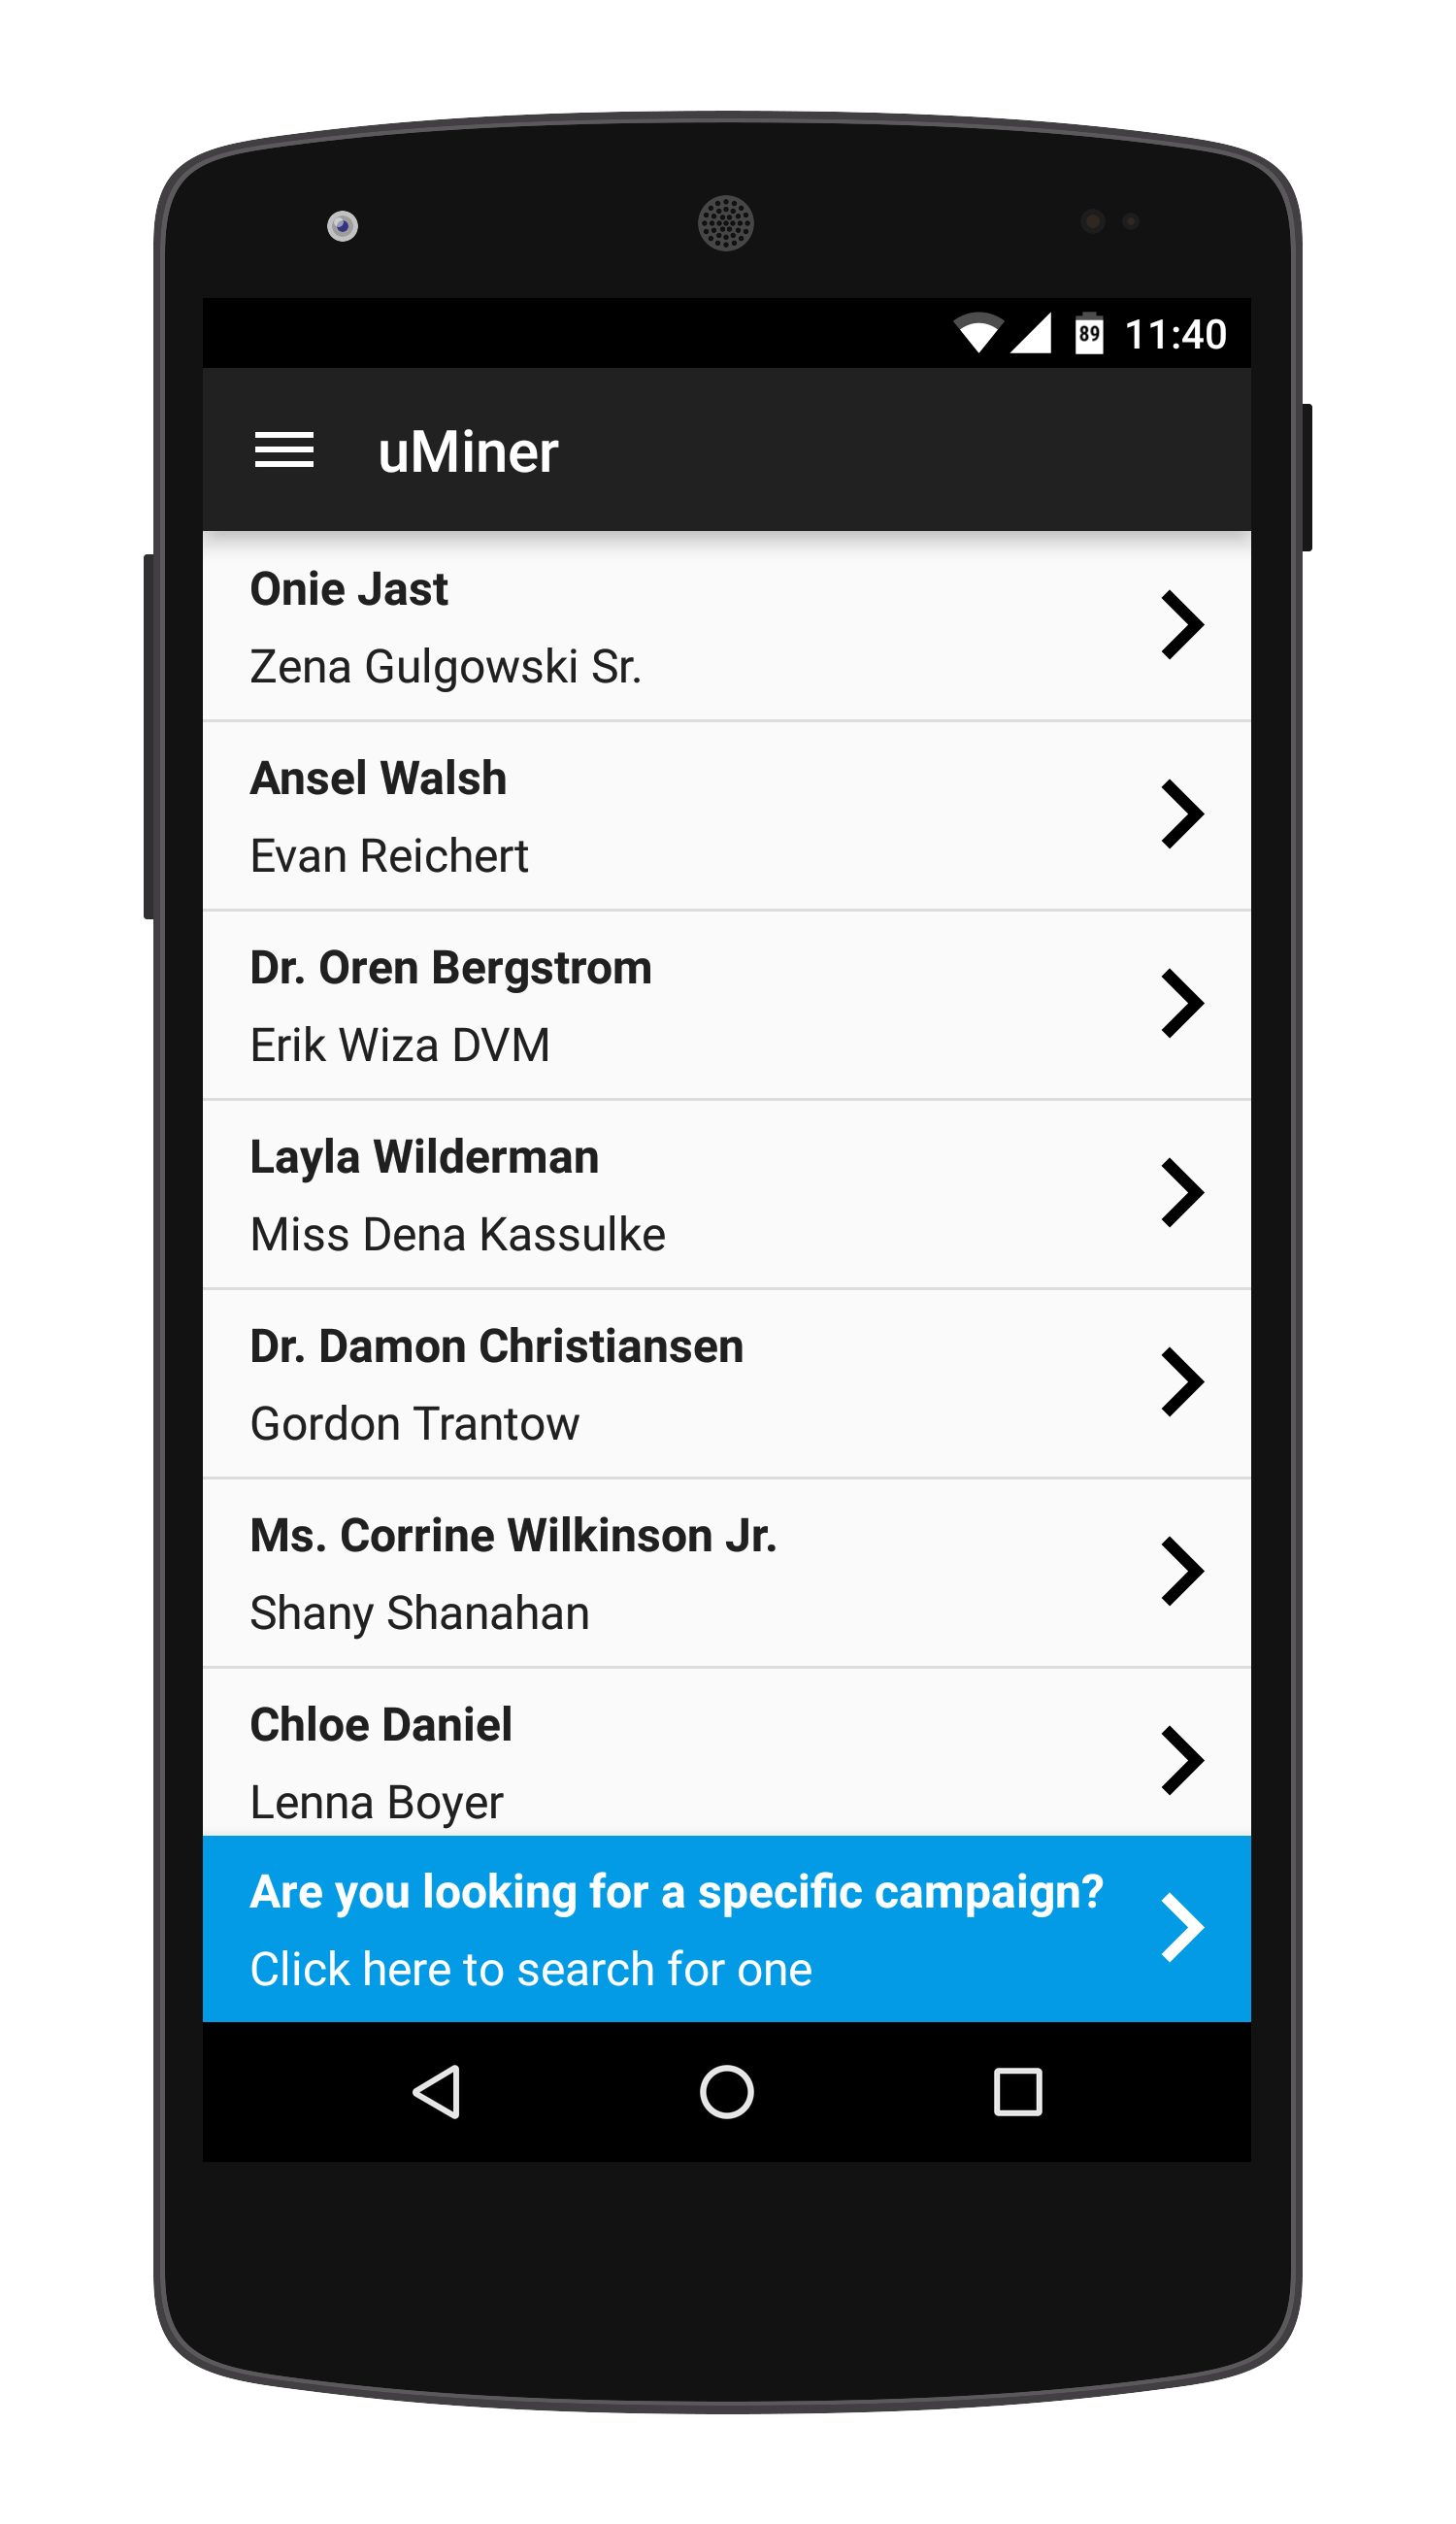 89 11:40
uMiner
Onie Jast
Zena Gulgowski Sr.
Ansel Walsh
Evan Reichert
Dr. Oren Bergstrom
Erik Wiza DVM
Layla Wilderman
Miss Dena Kassulke
Dr. Damon Christiansen
Gordon Trantow
Ms. Corrine Wilkinson Jr.
Shany Shanahan
Chloe Daniel
Lenna Boyer
Are you looking for a specific campaign?
Click here to search for one